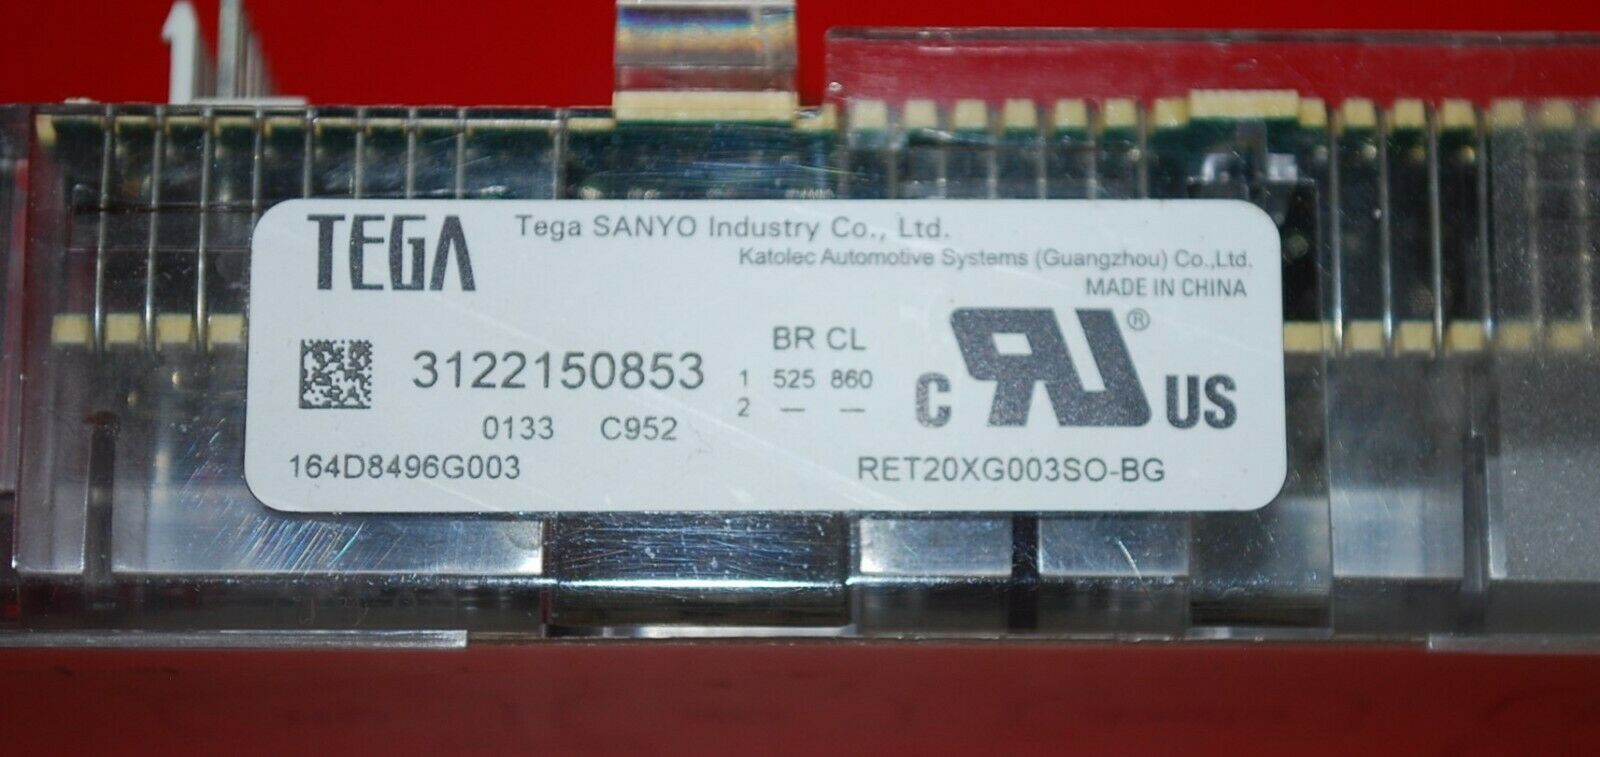 TEGA Tega SANYO Industry Co., Ltd.
Katolec Automotive Systems (Guangzhou) Co.,Ltd.
MADE IN CHINA
BR CL
3122150853 1 525 860
2 — —
0133 C952
C RU® US
164D8496G003 RET20XG003SO-BG